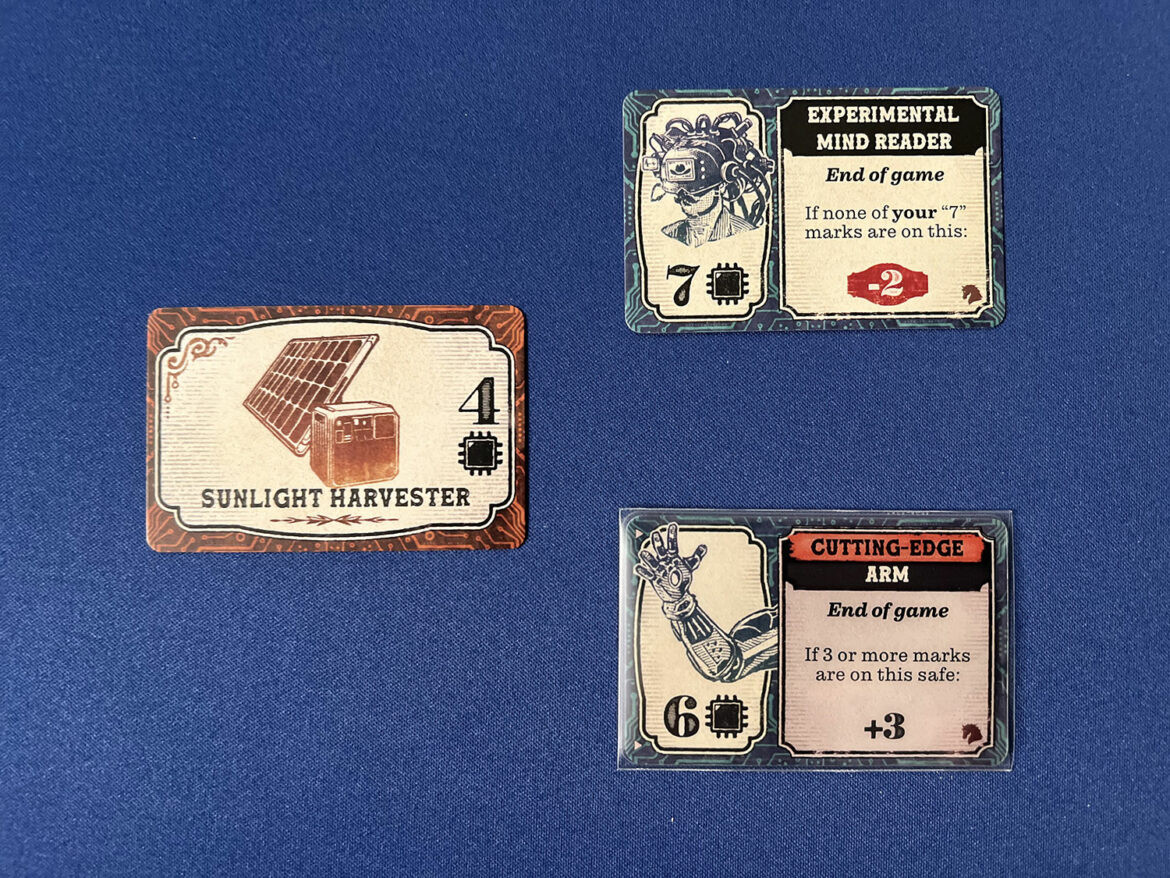 4
SUNLIGHT HARVESTER
EXPERIMENTAL
MIND READER
End of game
If none of your “7”
marks are on this:
-2
7
CUTTING-EDGE
ARM
End of game
If 3 or more marks
are on this safe:
+3
6